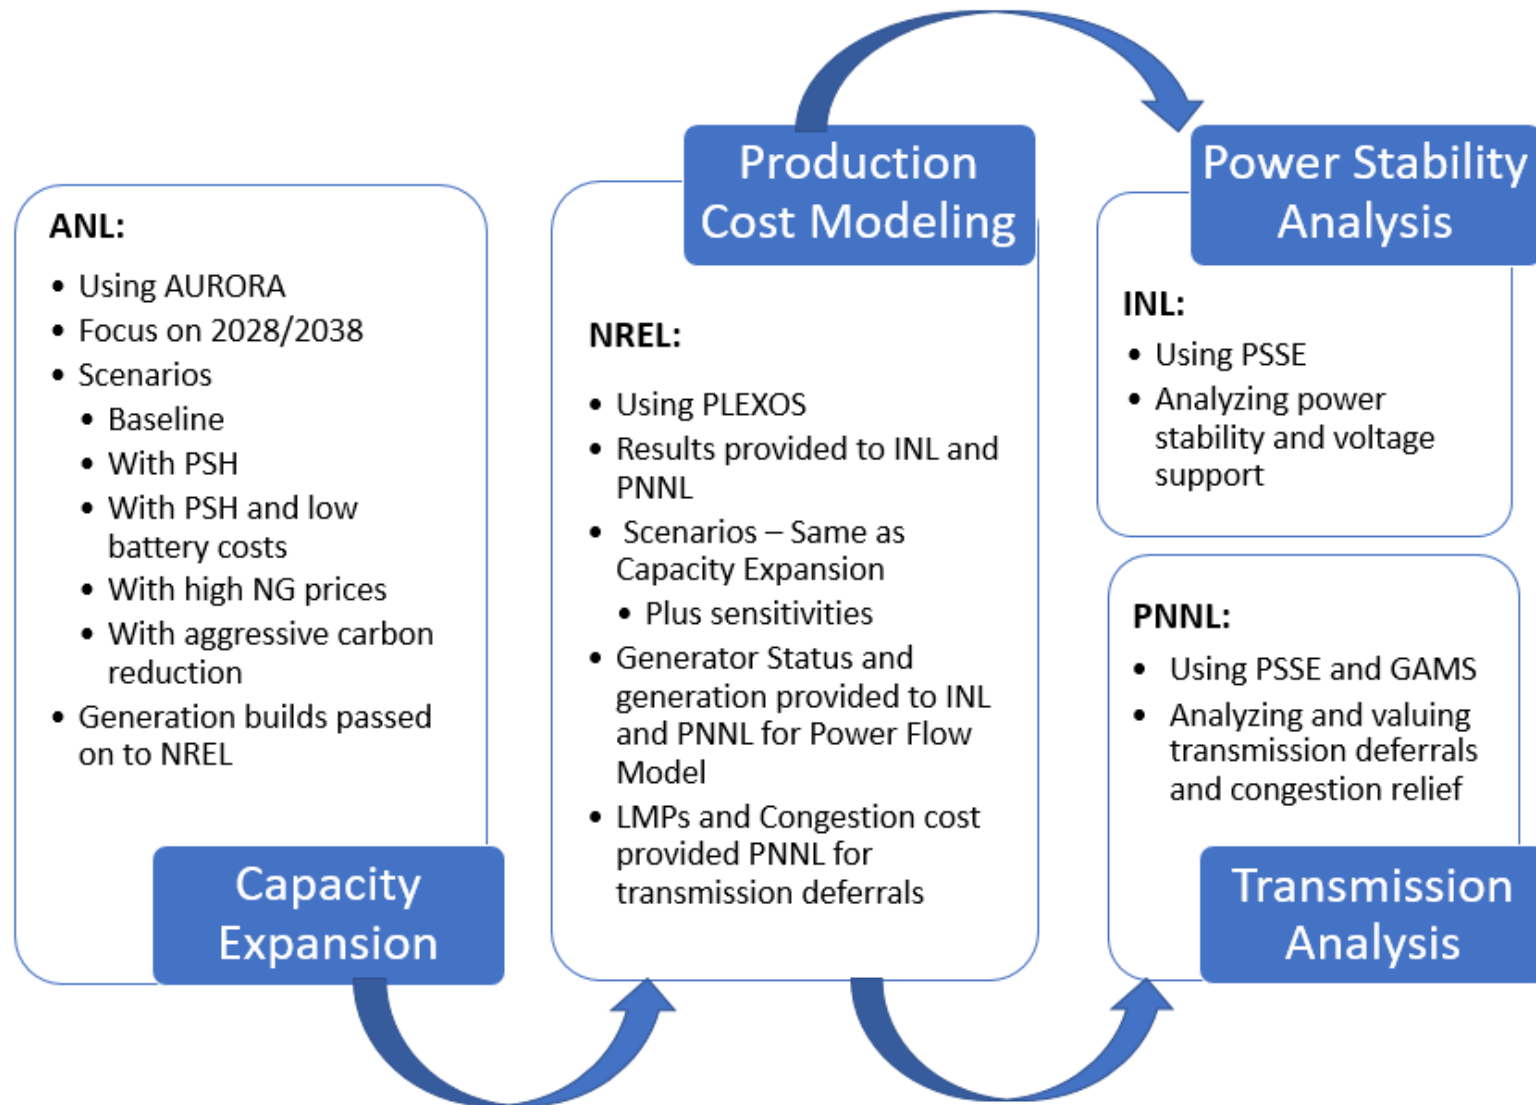 ANL:
• Using AURORA
• Focus on 2028/2038
• Scenarios
• Baseline
• With PSH
• With PSH and low
battery costs
• With high NG prices
• With aggressive carbon
reduction
• Generation builds passed
on to NREL
Capacity
Expansion
Production
Cost Modeling
NREL:
• Using PLEXOS
• Results provided to INL and
PNNL
• Scenarios – Same as
Capacity Expansion
• Plus sensitivities
• Generator Status and
generation provided to INL
and PNNL for Power Flow
Model
• LMPs and Congestion cost
provided PNNL for
transmission deferrals
Power Stability
Analysis
INL:
• Using PSSE
• Analyzing power
stability and voltage
support
PNNL:
• Using PSSE and GAMS
• Analyzing and valuing
transmission deferrals
and congestion relief
Transmission
Analysis